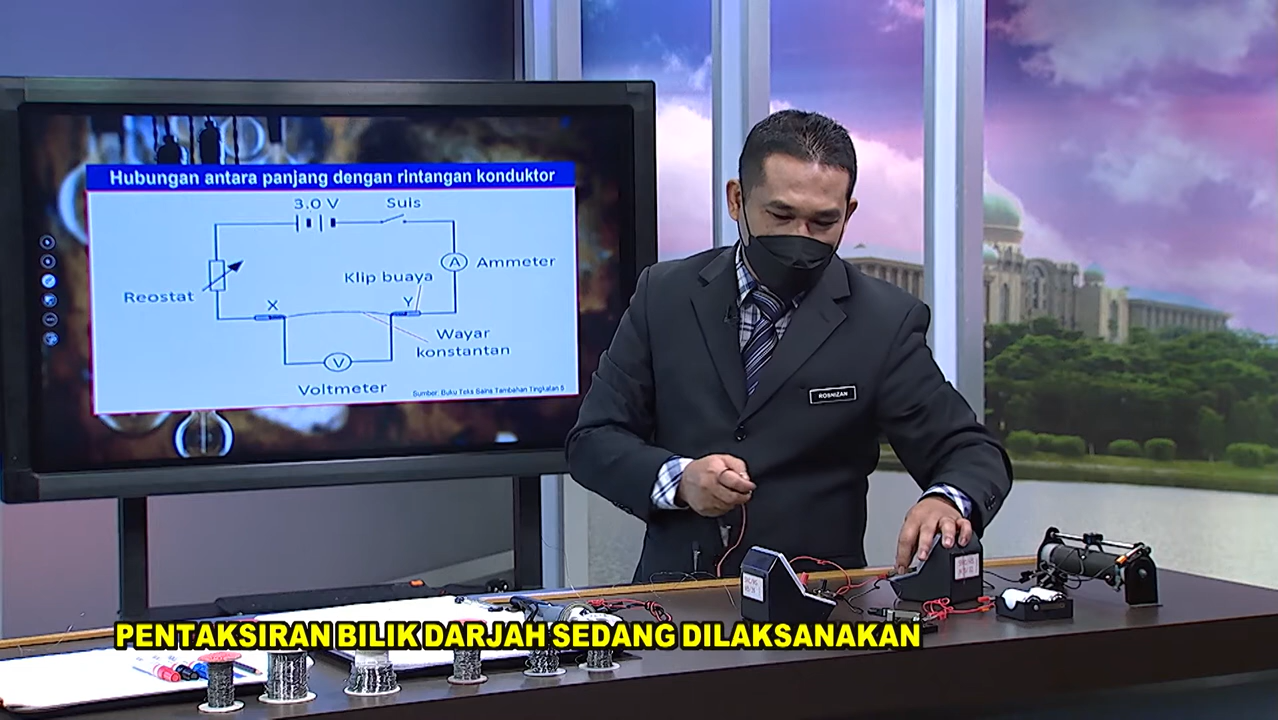 Hubungan antara panjang dengan rintangan konduktor
3.0 V
Suis
A
Ammeter
Klip buaya
Reostat
X
Y
Wayar
konstantan
V
Voltmeter
Sumber: Buku Teks Sains Tambahan Tingkatan 5
ROSHIZAN
PENTAKSIRAN BILIK DARJAH SEDANG DILAKSANAKAN